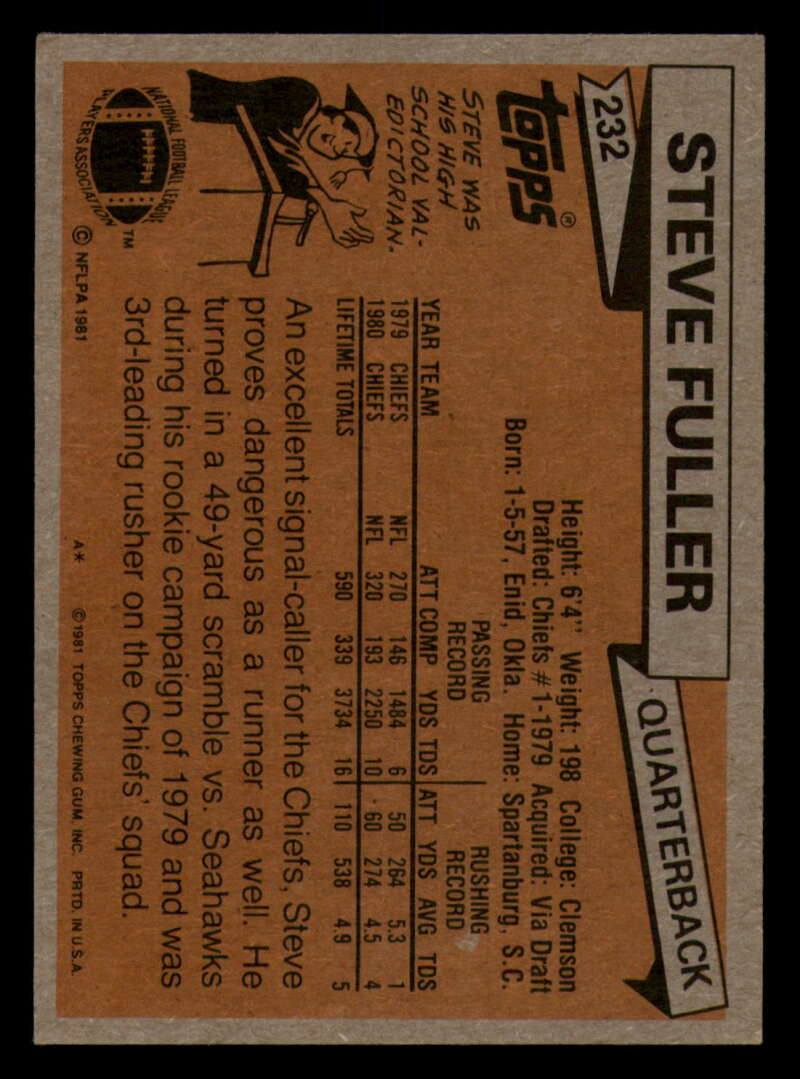 STEVE FULLER
232
QUARTERBACK
TOPPS®
Height: 6'4" Weight: 198 College: Clemson
Drafted: Chiefs #1-1979 Acquired: Via Draft
Born: 1-5-57, Enid, Okla. Home: Spartanburg, S.C.
STEVE WAS
HIS HIGH
SCHOOL VAL-
EDICTORIAN.
PASSING RECORD RUSHING RECORD
YEAR TEAM ATT COMP YDS TDS ATT YDS AVG TDS
1979 CHIEFS NFL 270 146 1484 6 50 264 5.3 1
1980 CHIEFS NFL 320 193 2250 10 60 274 4.5 4
LIFETIME TOTALS 590 339 3734 16 110 538 4.9 5
An excellent signal-caller for the Chiefs, Steve
proves dangerous as a runner as well. He
turned in a 49-yard scramble vs. Seahawks
during his rookie campaign of 1979 and was
3rd-leading rusher on the Chiefs' squad.
NATIONAL FOOTBALL LEAGUE
PLAYERS ASSOCIATION
TM
© NFLPA 1981
A* ©1981 TOPPS CHEWING GUM, INC. PRTD. IN U.S.A.